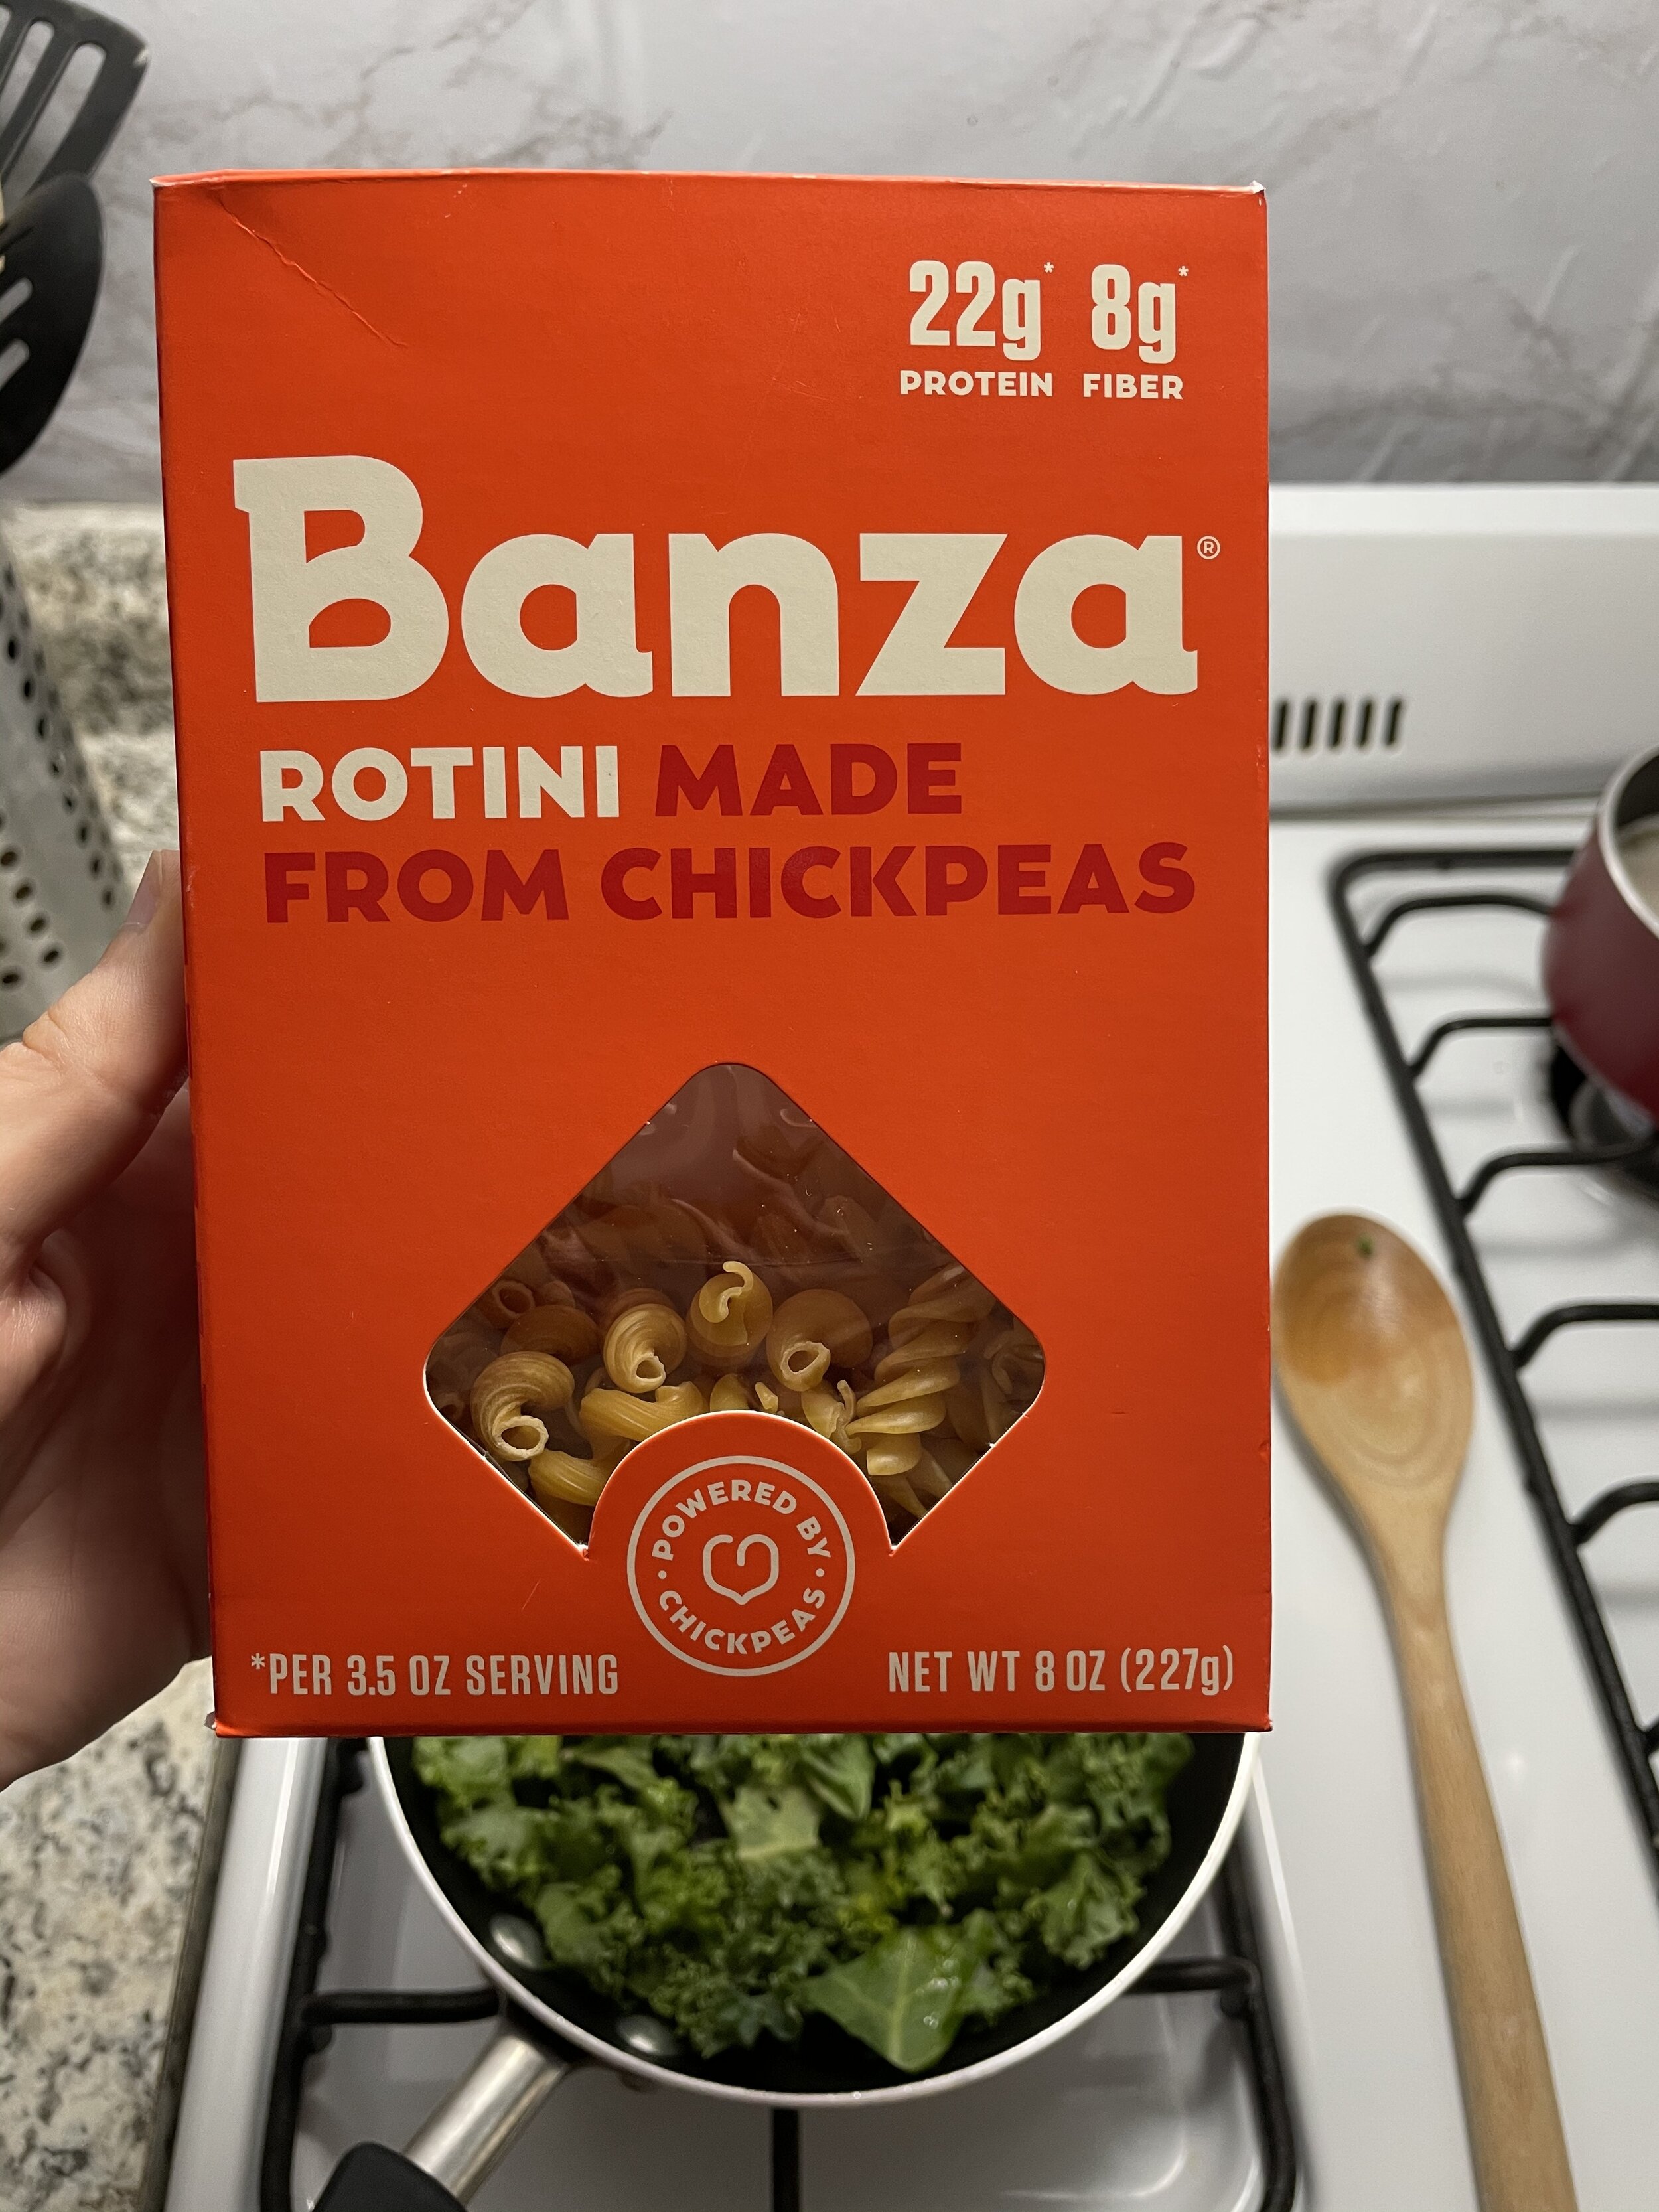 22g* 8g*
PROTEIN FIBER
Banza®
ROTINI MADE
FROM CHICKPEAS
POWERED BY
• CHICKPEAS •
*PER 3.5 OZ SERVING
NET WT 8 OZ (227g)